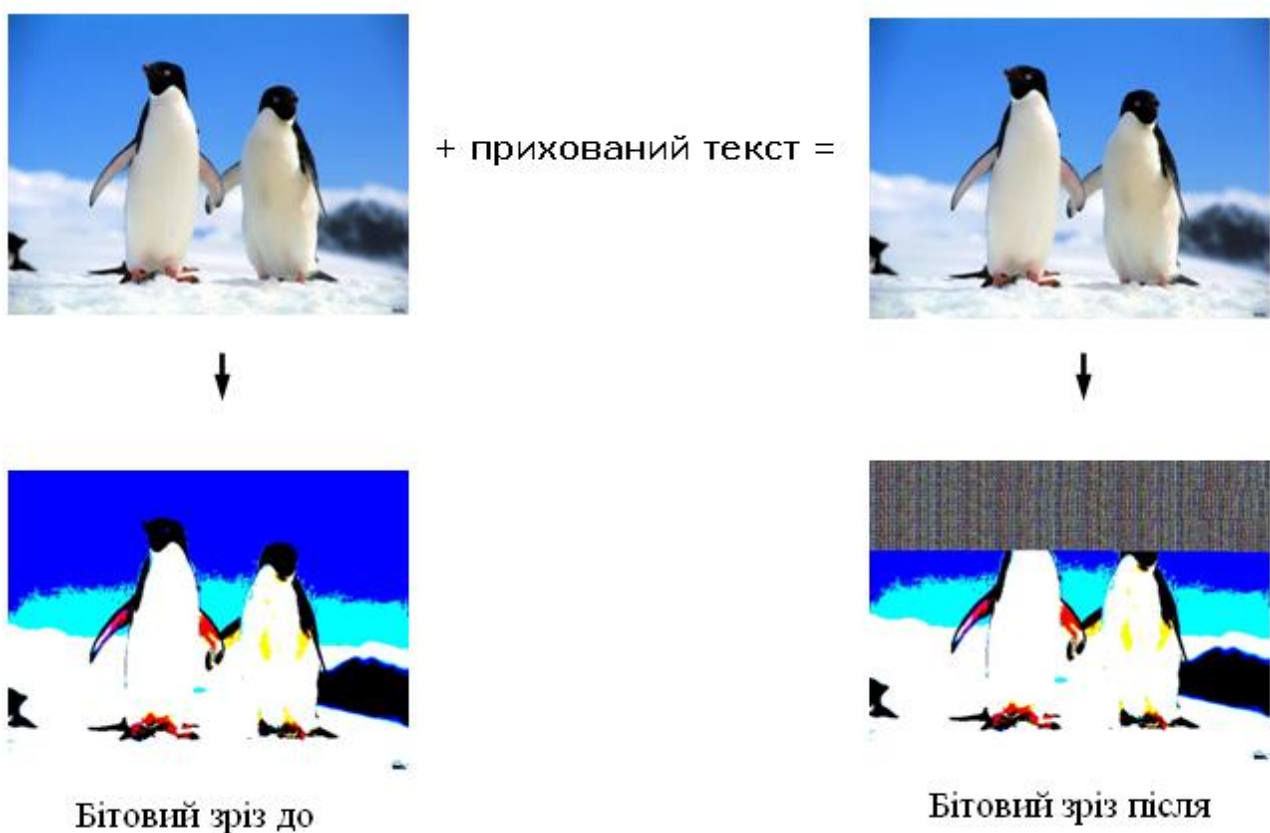 + прихований текст =
Бітовий зріз до
Бітовий зріз після